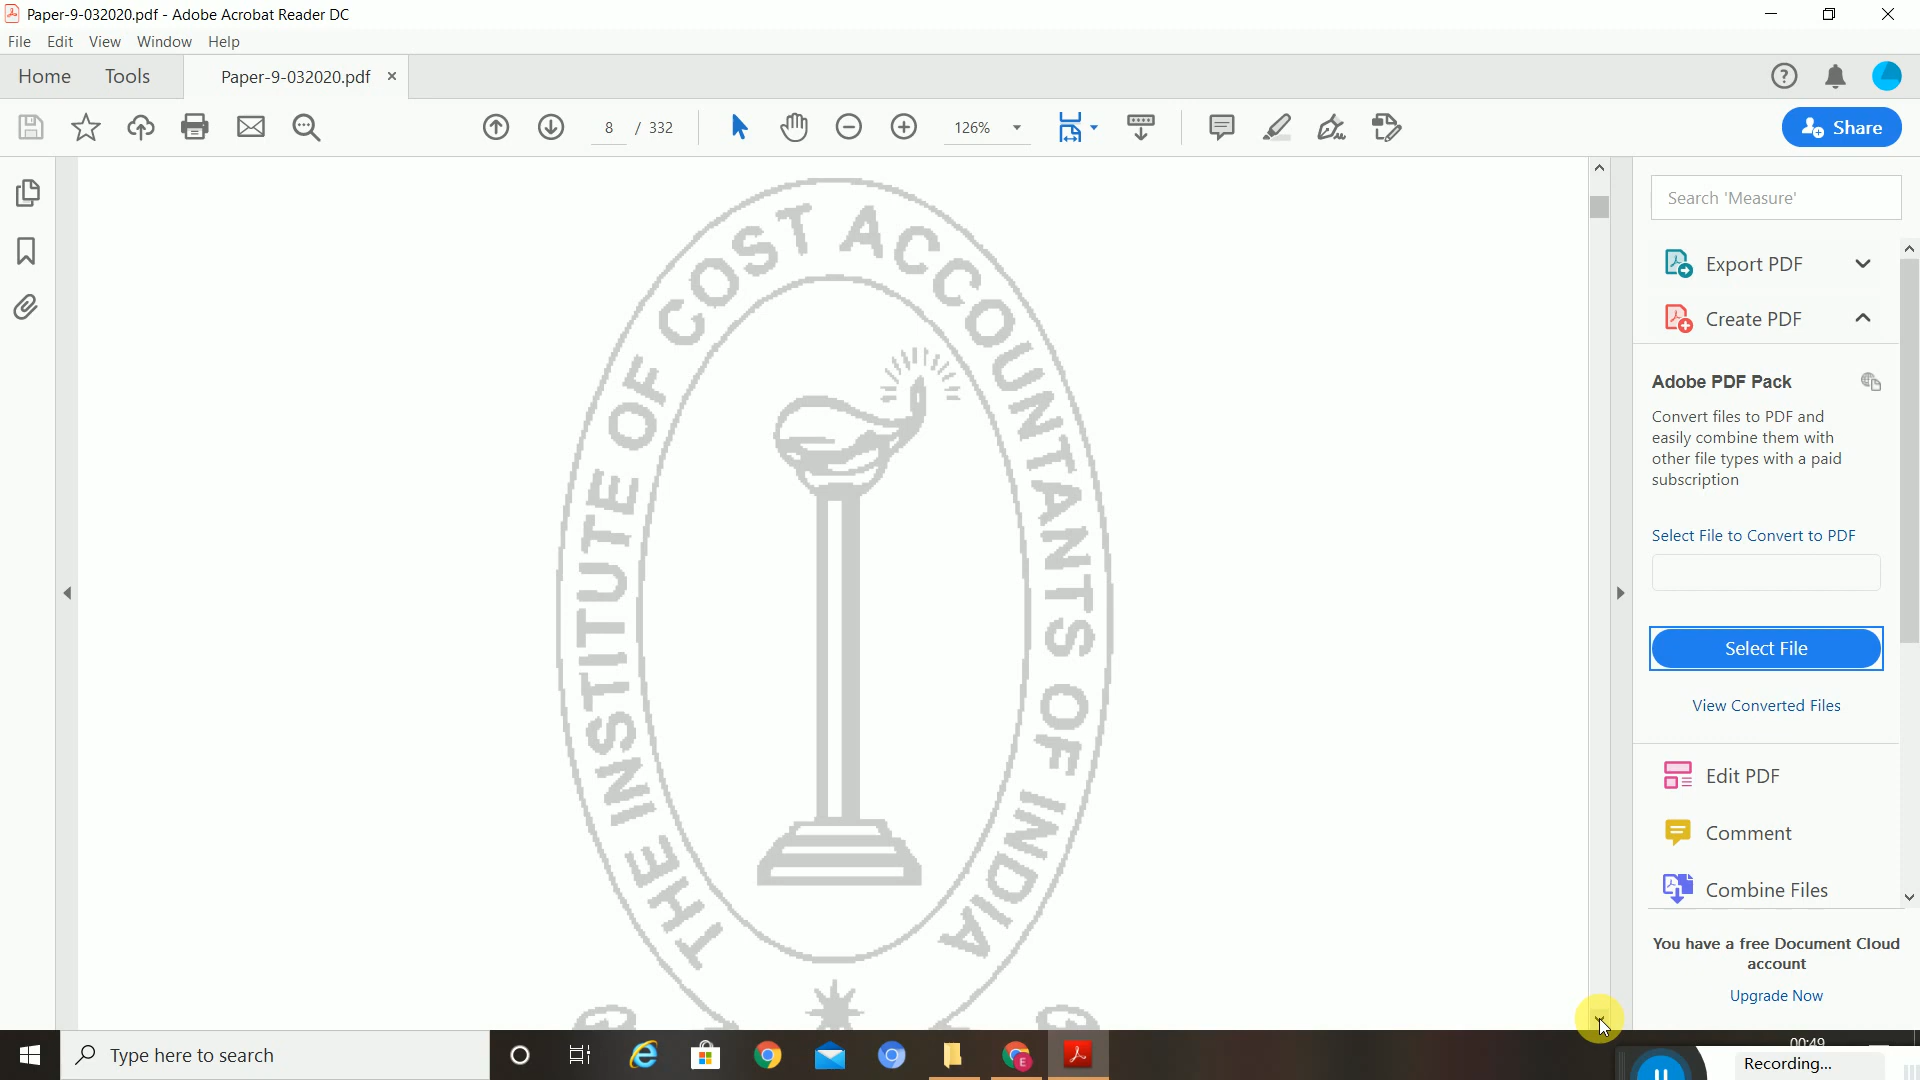 Paper-9-032020.pdf - Adobe Acrobat Reader DC
File Edit View Window Help
Home Tools Paper-9-032020.pdf ×
8 / 332 126% Share
Search 'Measure'
Export PDF
Create PDF
Adobe PDF Pack
Convert files to PDF and
easily combine them with
other file types with a paid
subscription
Select File to Convert to PDF
Select File
View Converted Files
Edit PDF
Comment
Combine Files
You have a free Document Cloud
account
Upgrade Now
THE INSTITUTE OF COST ACCOUNTANTS OF INDIA
Type here to search
E
00:49
Recording...